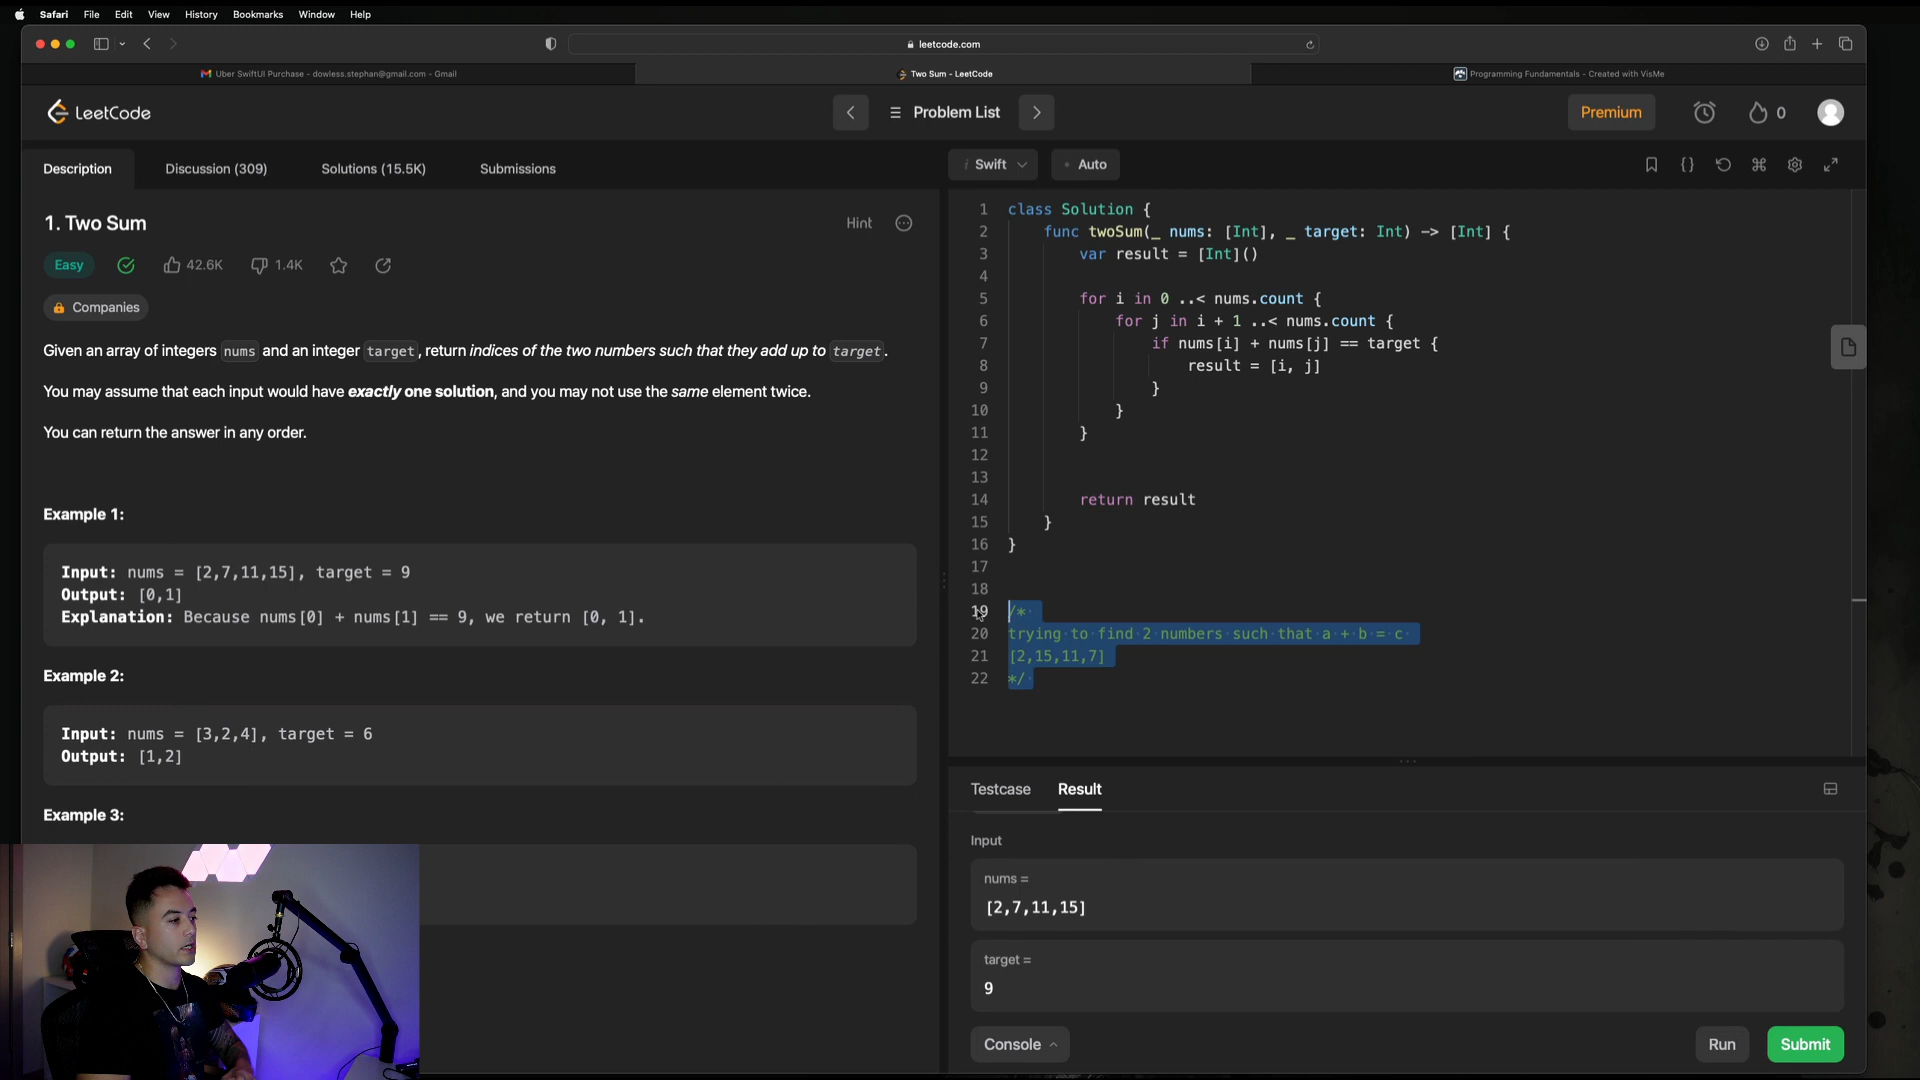 Safari File Edit View History Bookmarks Window Help
leetcode.com
Uber SwiftUI Purchase - dowless.stephan@gmail.com - Gmail
Two Sum - LeetCode
Programming Fundamentals - Created with VisMe
LeetCode
Problem List
Premium
0
Description
Discussion (309)
Solutions (15.5K)
Submissions
1. Two Sum
Hint
Easy
42.6K
1.4K
Companies
Given an array of integers nums and an integer target, return indices of the two numbers such that they add up to target.
You may assume that each input would have exactly one solution, and you may not use the same element twice.
You can return the answer in any order.
Example 1:
Input: nums = [2,7,11,15], target = 9
Output: [0,1]
Explanation: Because nums[0] + nums[1] == 9, we return [0, 1].
Example 2:
Input: nums = [3,2,4], target = 6
Output: [1,2]
Example 3:
i Swift
• Auto
1 class Solution {
2 func twoSum(_ nums: [Int], _ target: Int) -> [Int] {
3 var result = [Int]()
4
5 for i in 0 ..< nums.count {
6 for j in i + 1 ..< nums.count {
7 if nums[i] + nums[j] == target {
8 result = [i, j]
9 }
10 }
11 }
12
13
14 return result
15 }
16 }
17
18
19 /*
20 trying to find 2 numbers such that a + b = c
21 [2,15,11,7]
22 */
Testcase
Result
Input
nums =
[2,7,11,15]
target =
9
Console
Run
Submit